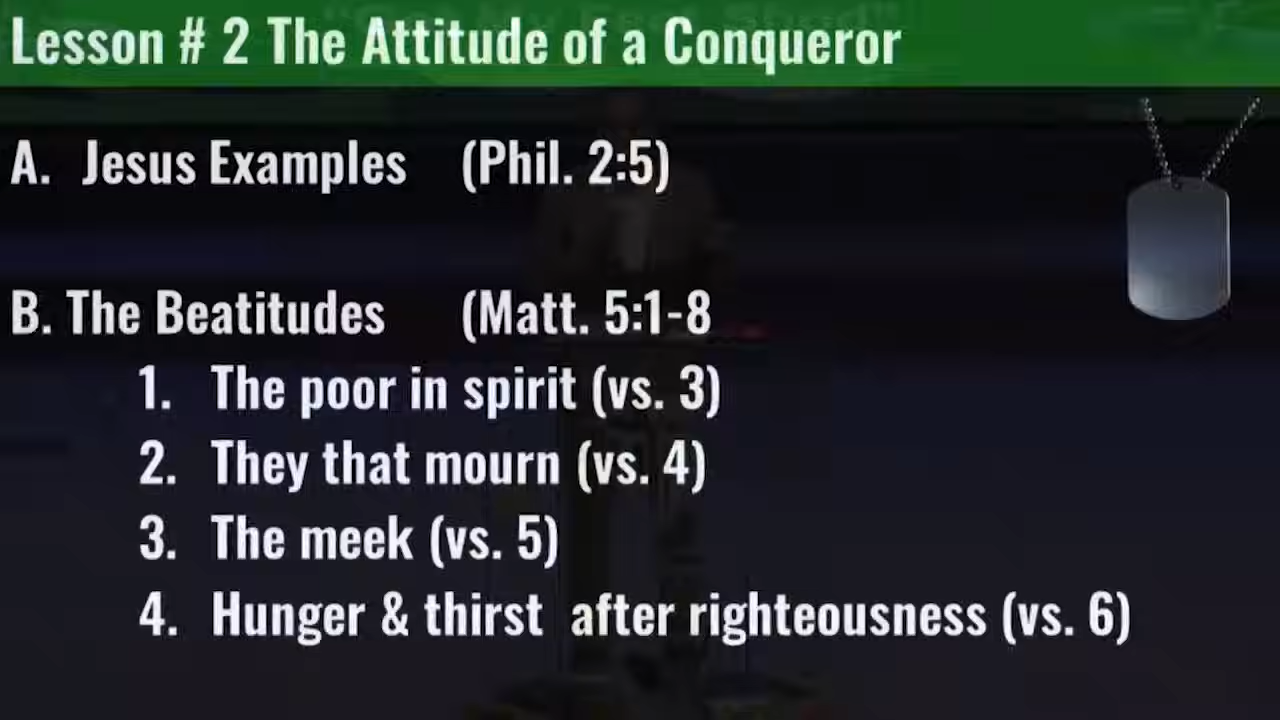 Lesson # 2 The Attitude of a Conqueror
A. Jesus Examples (Phil. 2:5)
B. The Beatitudes (Matt. 5:1-8
1. The poor in spirit (vs. 3)
2. They that mourn (vs. 4)
3. The meek (vs. 5)
4. Hunger & thirst after righteousness (vs. 6)